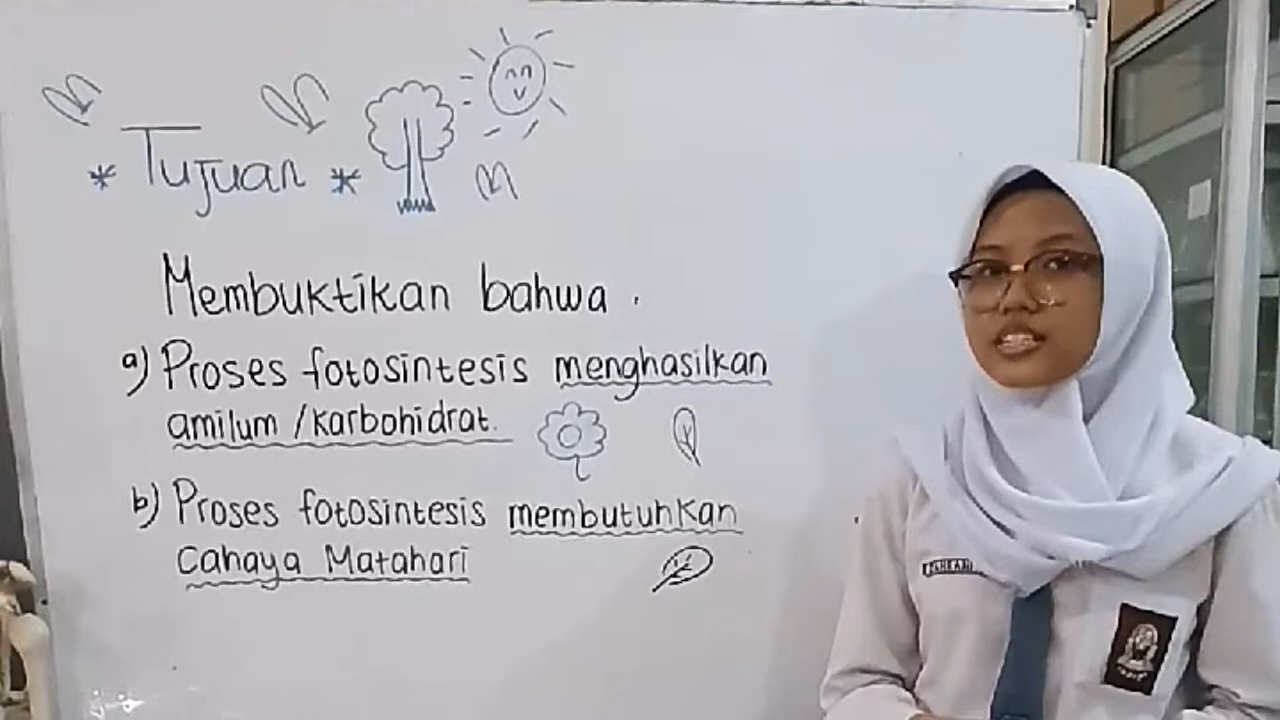 * Tujuan *
Membuktikan bahwa .
a) Proses fotosintesis menghasilkan
amilum / karbohidrat.
b) Proses fotosintesis membutuhkan
Cahaya Matahari